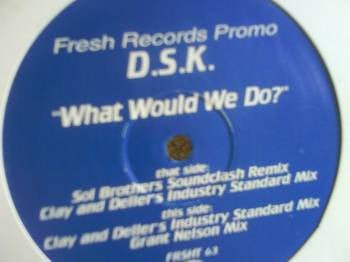 Fresh Records Promo
D.S.K.
"What Would We Do?"
that side:
Sol Brothers Soundclash Remix
Clay and Deller's Industry Standard Mix
this side:
Clay and Deller's Industry Standard Mix
Grant Nelson Mix
FRSHT 63